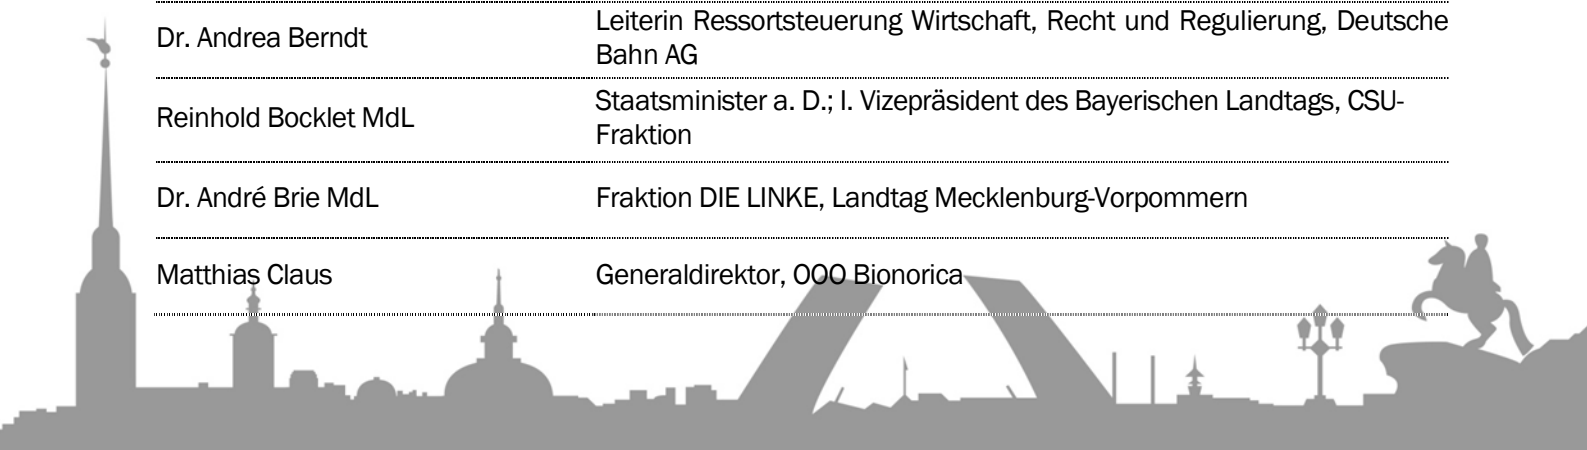 Dr. Andrea Berndt
Leiterin Ressortsteuerung Wirtschaft, Recht und Regulierung, Deutsche
Bahn AG
Reinhold Bocklet MdL
Staatsminister a. D.; I. Vizepräsident des Bayerischen Landtags, CSU-
Fraktion
Dr. André Brie MdL
Fraktion DIE LINKE, Landtag Mecklenburg-Vorpommern
Matthias Claus
Generaldirektor, OOO Bionorica